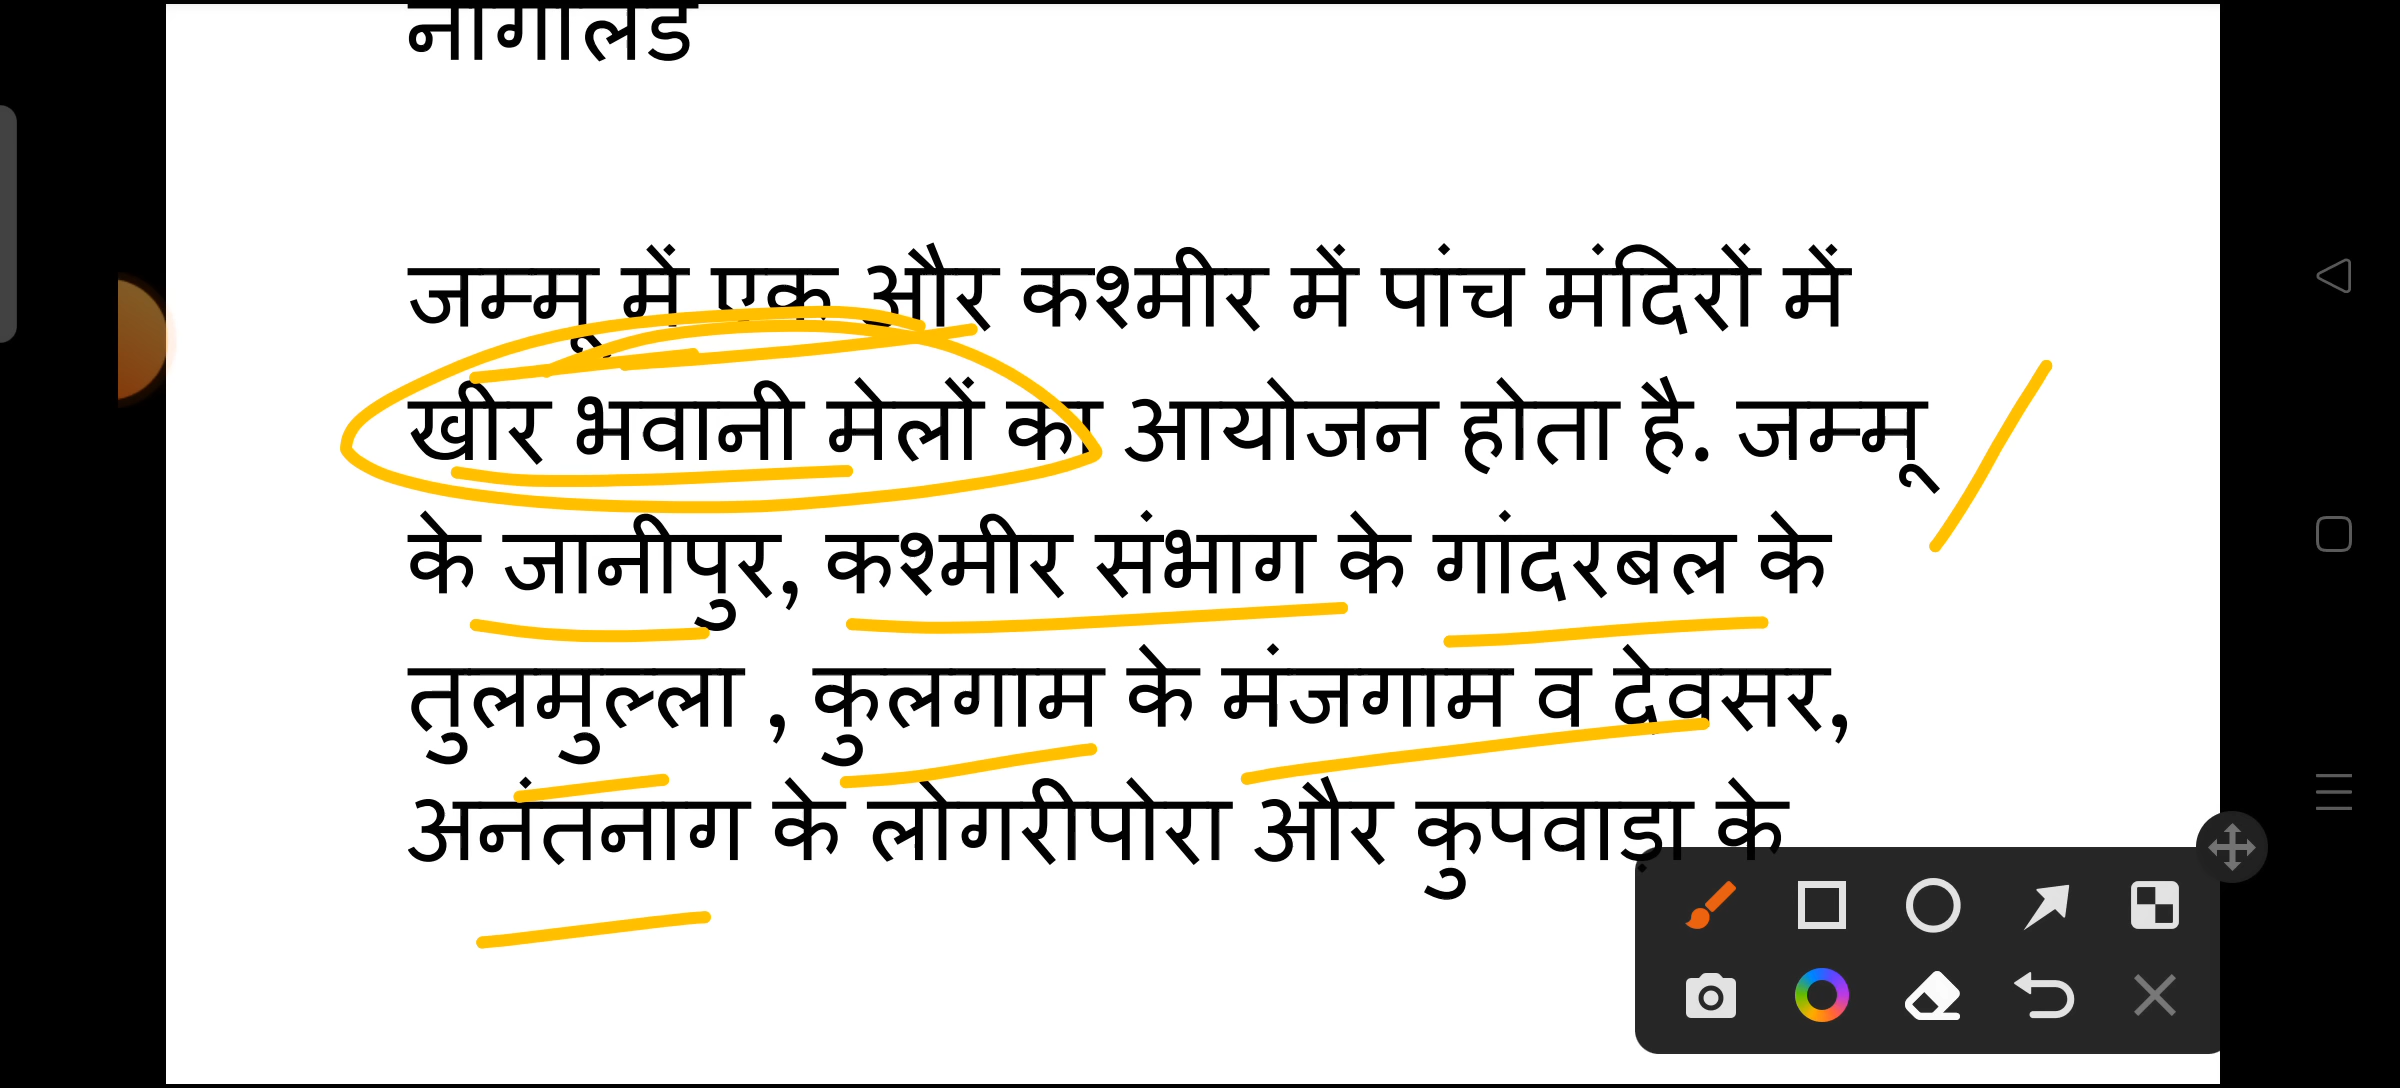 नागालैंड
जम्मू में एक और कश्मीर में पांच मंदिरों में
खीर भवानी मेलों का आयोजन होता है. जम्मू
के जानीपुर, कश्मीर संभाग के गांदरबल के
तुलमुल्ला , कुलगाम के मंजगाम व देवसर,
अनंतनाग के लोगरीपोरा और कुपवाड़ा के